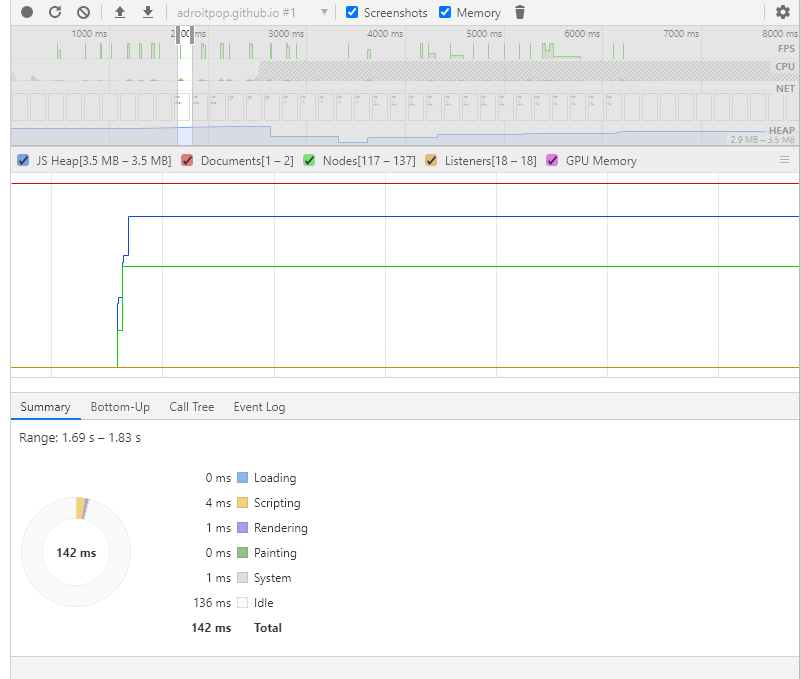 adroitpop.github.io #1 Screenshots Memory
1000 ms 3000 ms 4000 ms 5000 ms 6000 ms 7000 ms 8000 ms
FPS
CPU
NET
HEAP
2.9 MB – 3.5 MB
JS Heap[3.5 MB – 3.5 MB] Documents[1 – 2] Nodes[117 – 137] Listeners[18 – 18] GPU Memory
Summary Bottom-Up Call Tree Event Log
Range: 1.69 s – 1.83 s
0 ms Loading
4 ms Scripting
1 ms Rendering
142 ms
0 ms Painting
1 ms System
136 ms Idle
142 ms Total